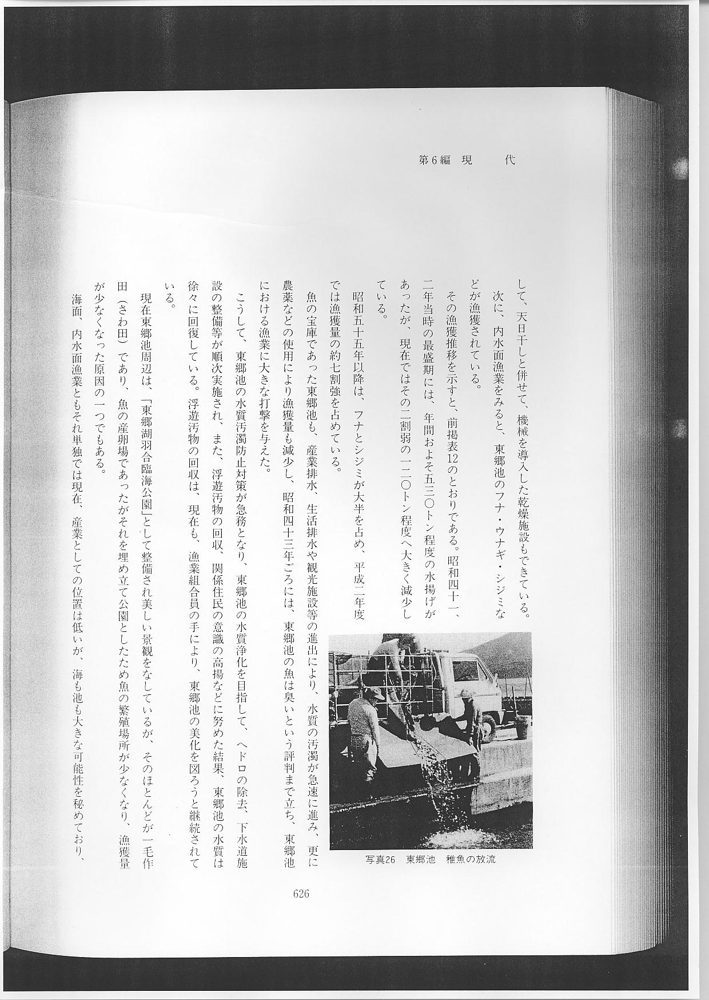 第6編　現　　代
して、天日干しと併せて、機械を導入した乾燥施設もできている。
次に、内水面漁業をみると、東郷池のフナ・ウナギ・シジミな
どが漁獲されている。
その漁獲推移を示すと、前掲表12のとおりである。昭和四十一、
二年当時の最盛期には、年間およそ五三〇トン程度の水揚げが
あったが、現在ではその二割弱の一二〇トン程度へ大きく減少し
ている。
昭和五十五年以降は、フナとシジミが大半を占め、平成二年度
では漁獲量の約七割強を占めている。
魚の宝庫であった東郷池も、産業排水、生活排水や観光施設等の進出により、水質の汚濁が急速に進み、更に
農薬などの使用により漁獲量も減少し、昭和四十三年ごろには、東郷池の魚は臭いという評判まで立ち、東郷池
における漁業に大きな打撃を与えた。
こうして、東郷池の水質汚濁防止対策が急務となり、東郷池の水質浄化を目指して、ヘドロの除去、下水道施
設の整備等が順次実施され、また、浮遊汚物の回収、関係住民の意識の高揚などに努めた結果、東郷池の水質は
徐々に回復している。浮遊汚物の回収は、現在も、漁業組合員の手により、東郷池の美化を図ろうと継続されて
いる。
現在東郷池周辺は、「東郷湖羽合臨海公園」として整備され美しい景観をなしているが、そのほとんどが一毛作
田（さわ田）であり、魚の産卵場であったがそれを埋め立て公園としたため魚の繁殖場所が少なくなり、漁獲量
が少なくなった原因の一つでもある。
海面、内水面漁業ともそれ単独では現在、産業としての位置は低いが、海も池も大きな可能性を秘めており、
写真26　東郷池　稚魚の放流
626